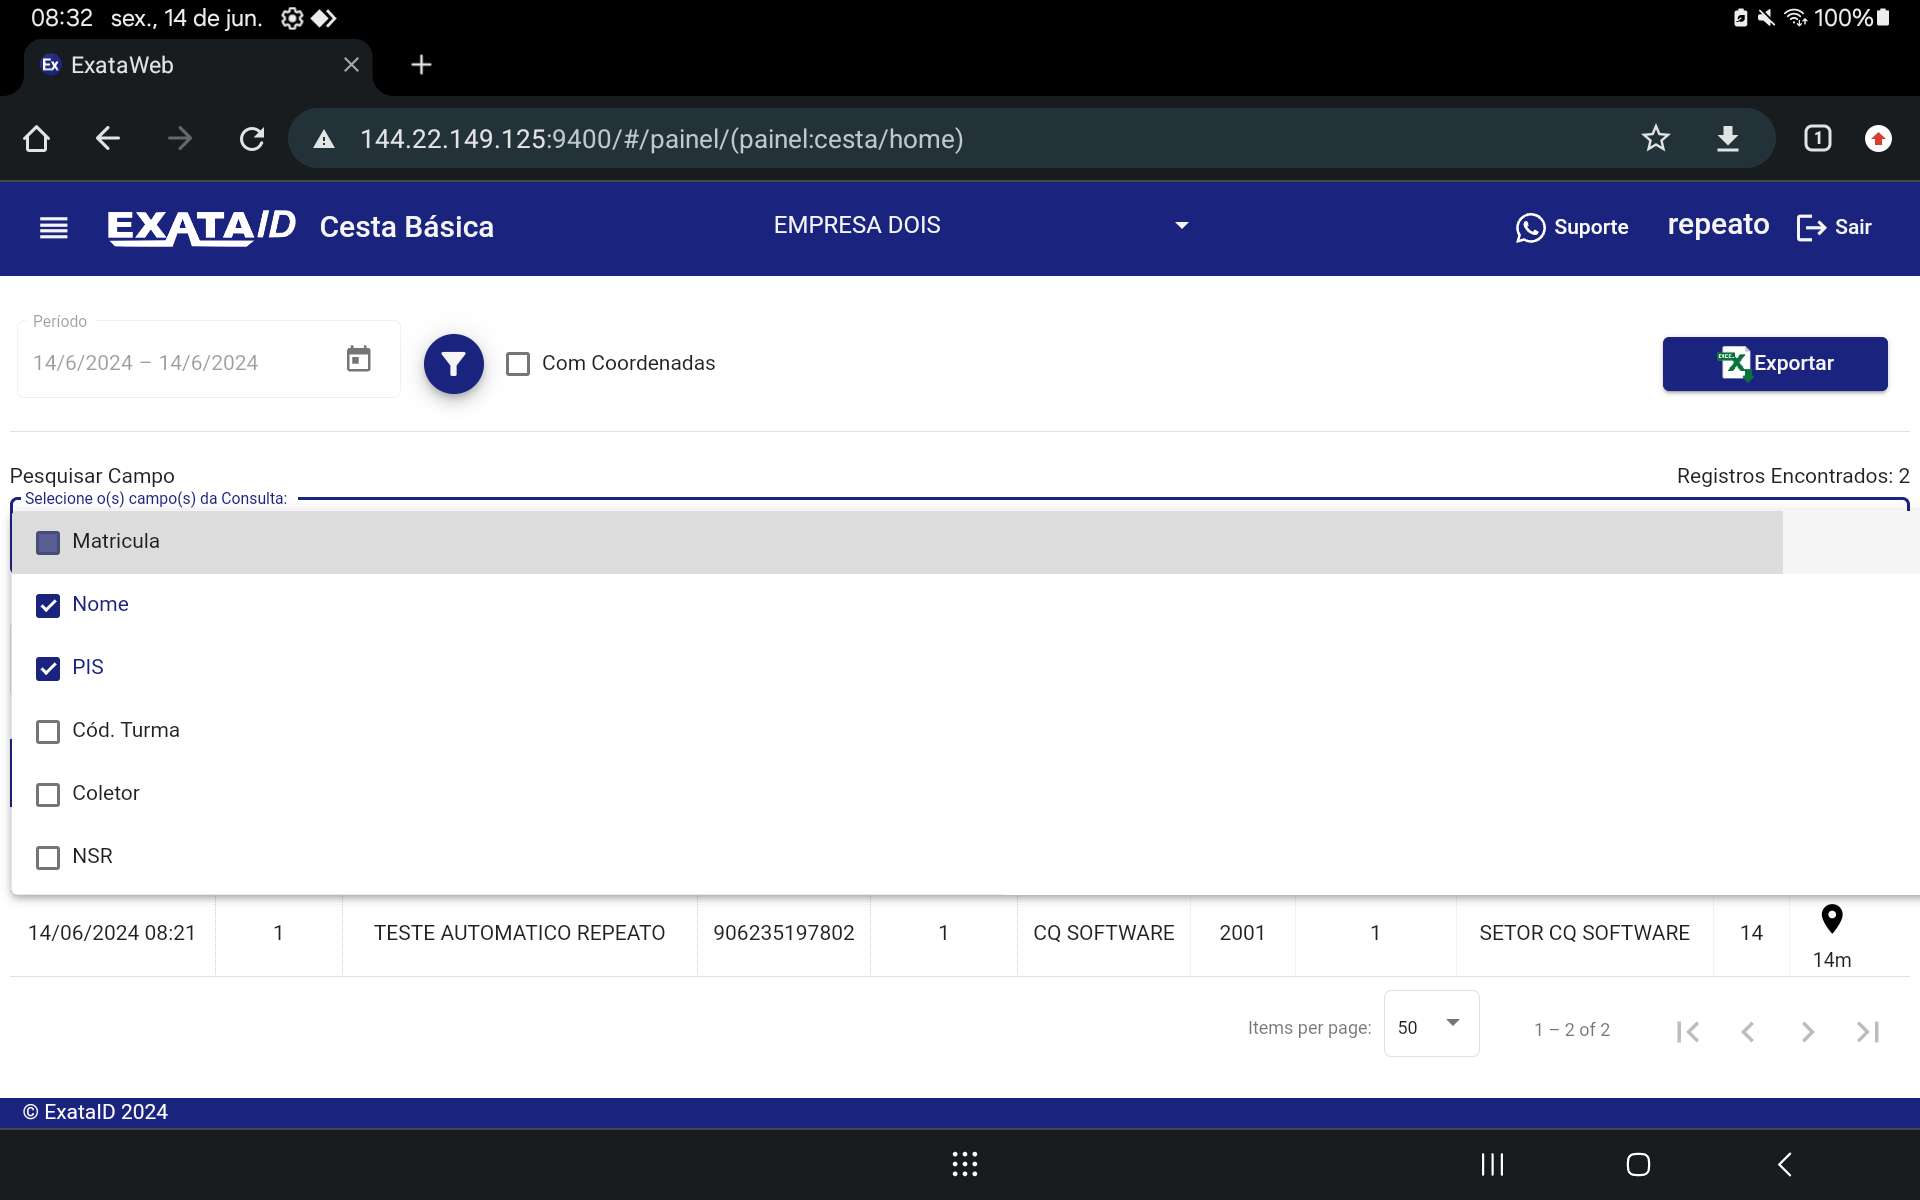 08:32 sex., 14 de jun. 100%
Ex ExataWeb
144.22.149.125:9400/#/painel/(painel:cesta/home) 1
EXATAID Cesta Básica EMPRESA DOIS Suporte repeato Sair
Período
14/6/2024 – 14/6/2024 Com Coordenadas Exportar
Pesquisar Campo Registros Encontrados: 2
Selecione o(s) campo(s) da Consulta:
Matricula
Nome
PIS
Cód. Turma
Coletor
NSR
14/06/2024 08:21 1 TESTE AUTOMATICO REPEATO 906235197802 1 CQ SOFTWARE 2001 1 SETOR CQ SOFTWARE 14
14m
Items per page: 50 1 – 2 of 2
© ExataID 2024